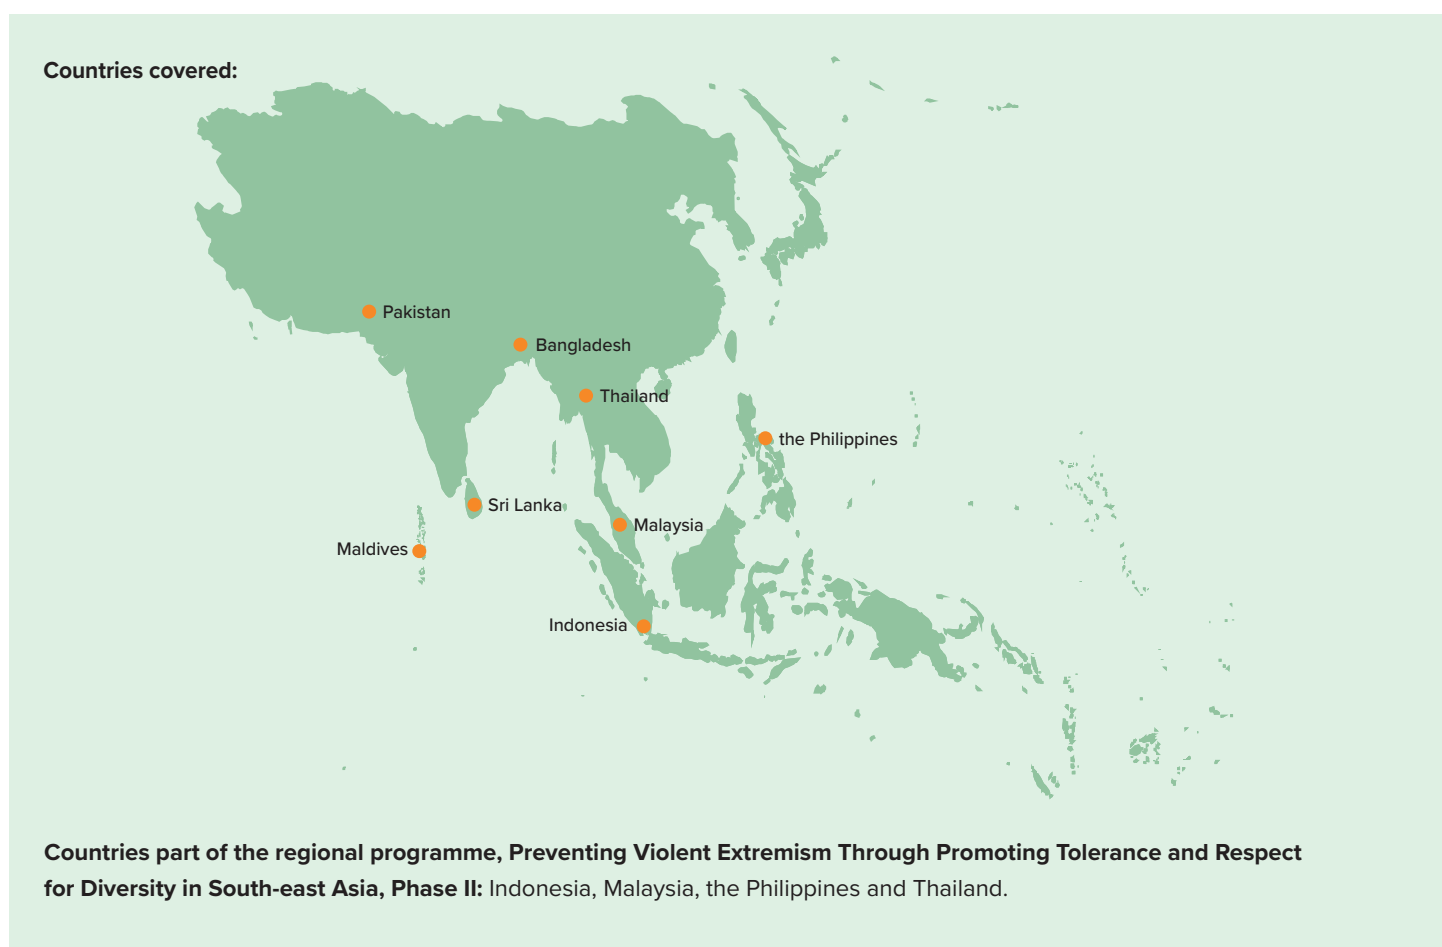 Countries covered:
Pakistan
Bangladesh
Thailand
the Philippines
Sri Lanka
Malaysia
Maldives
Indonesia
Countries part of the regional programme, Preventing Violent Extremism Through Promoting Tolerance and Respect
for Diversity in South-east Asia, Phase II: Indonesia, Malaysia, the Philippines and Thailand.